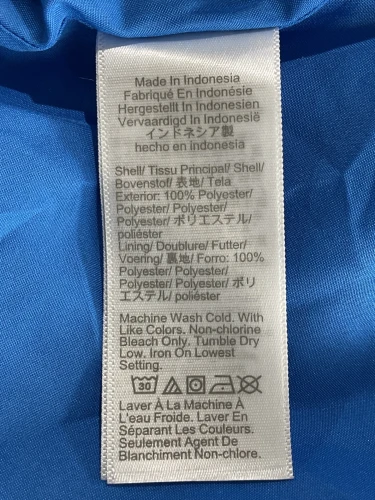 Made In Indonesia
Fabriqué En Indonésie
Hergestellt In Indonesien
Vervaardigd In Indonesië
インドネシア製
hecho en indonesia
Shell/ Tissu Principal/ Shell/
Bovenstof/ 表地/ Tela
Exterior: 100% Polyester/
Polyester/ Polyester/
Polyester/ ポリエステル/
poliéster
Lining/ Doublure/ Futter/
Voering/ 裏地/ Forro: 100%
Polyester/ Polyester/
Polyester/ Polyester/ ポリ
エステル/ poliéster
Machine Wash Cold. With
Like Colors. Non-chlorine
Bleach Only. Tumble Dry
Low. Iron On Lowest
Setting.
30
Laver À La Machine À
L'eau Froide. Laver En
Séparant Les Couleurs.
Seulement Agent De
Blanchiment Non-Chlore.